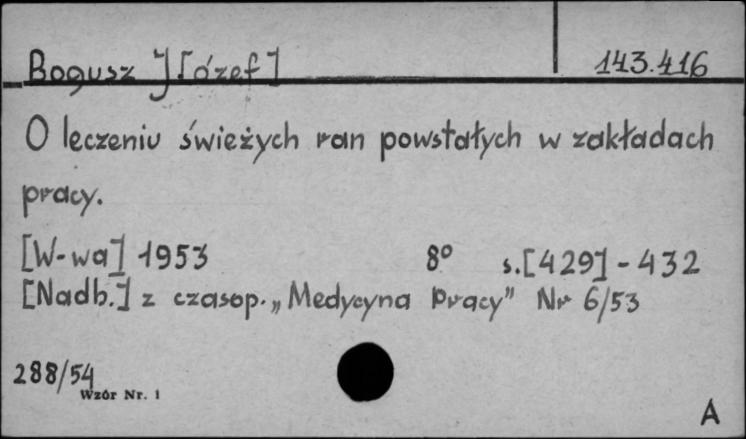 Bogusz J[ózef] 143.416
O leczeniu świeżych ran powstałych w zakładach
pracy.
[W-wa] 1953 8° s.[429]-432
[Nadb.] z czasop. „Medycyna Pracy" Nr 6/53
288/54
Wzór Nr. 1
A